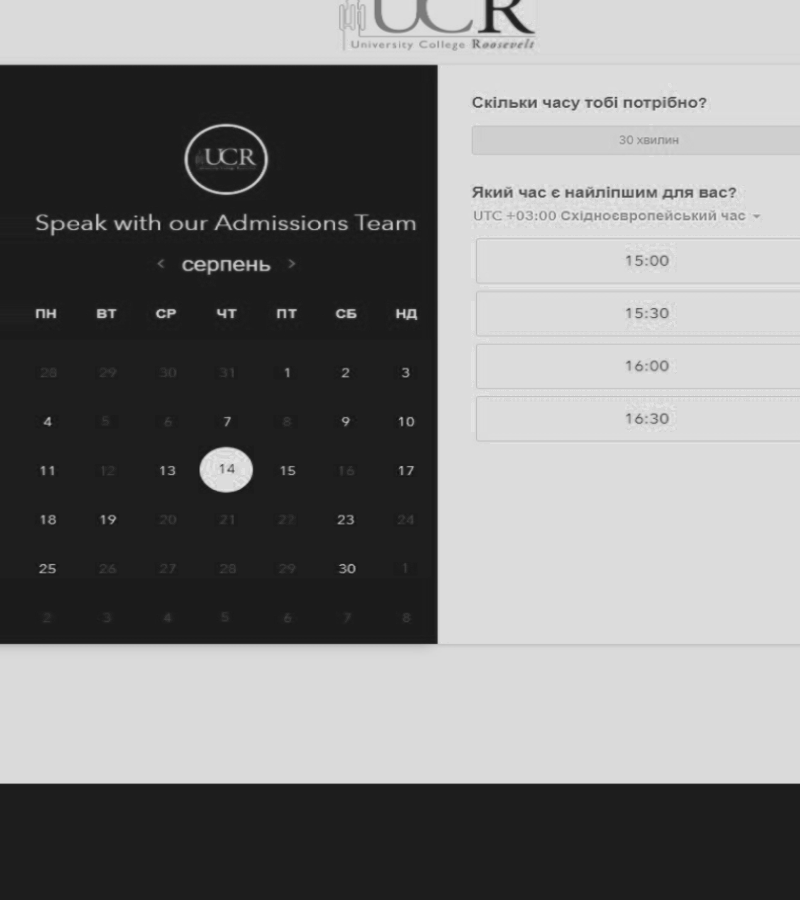 UCR
University College Roosevelt
UCR
Speak with our Admissions Team
< серпень >
ПН ВТ СР ЧТ ПТ СБ НД
28 29 30 31 1 2 3
4 5 6 7 8 9 10
11 12 13 14 15 16 17
18 19 20 21 22 23 24
25 26 27 28 29 30 1
2 3 4 5 6 7 8
Скільки часу тобі потрібно?
30 хвилин
Який час є найліпшим для вас?
UTC +03:00 Східноєвропейський час
15:00
15:30
16:00
16:30